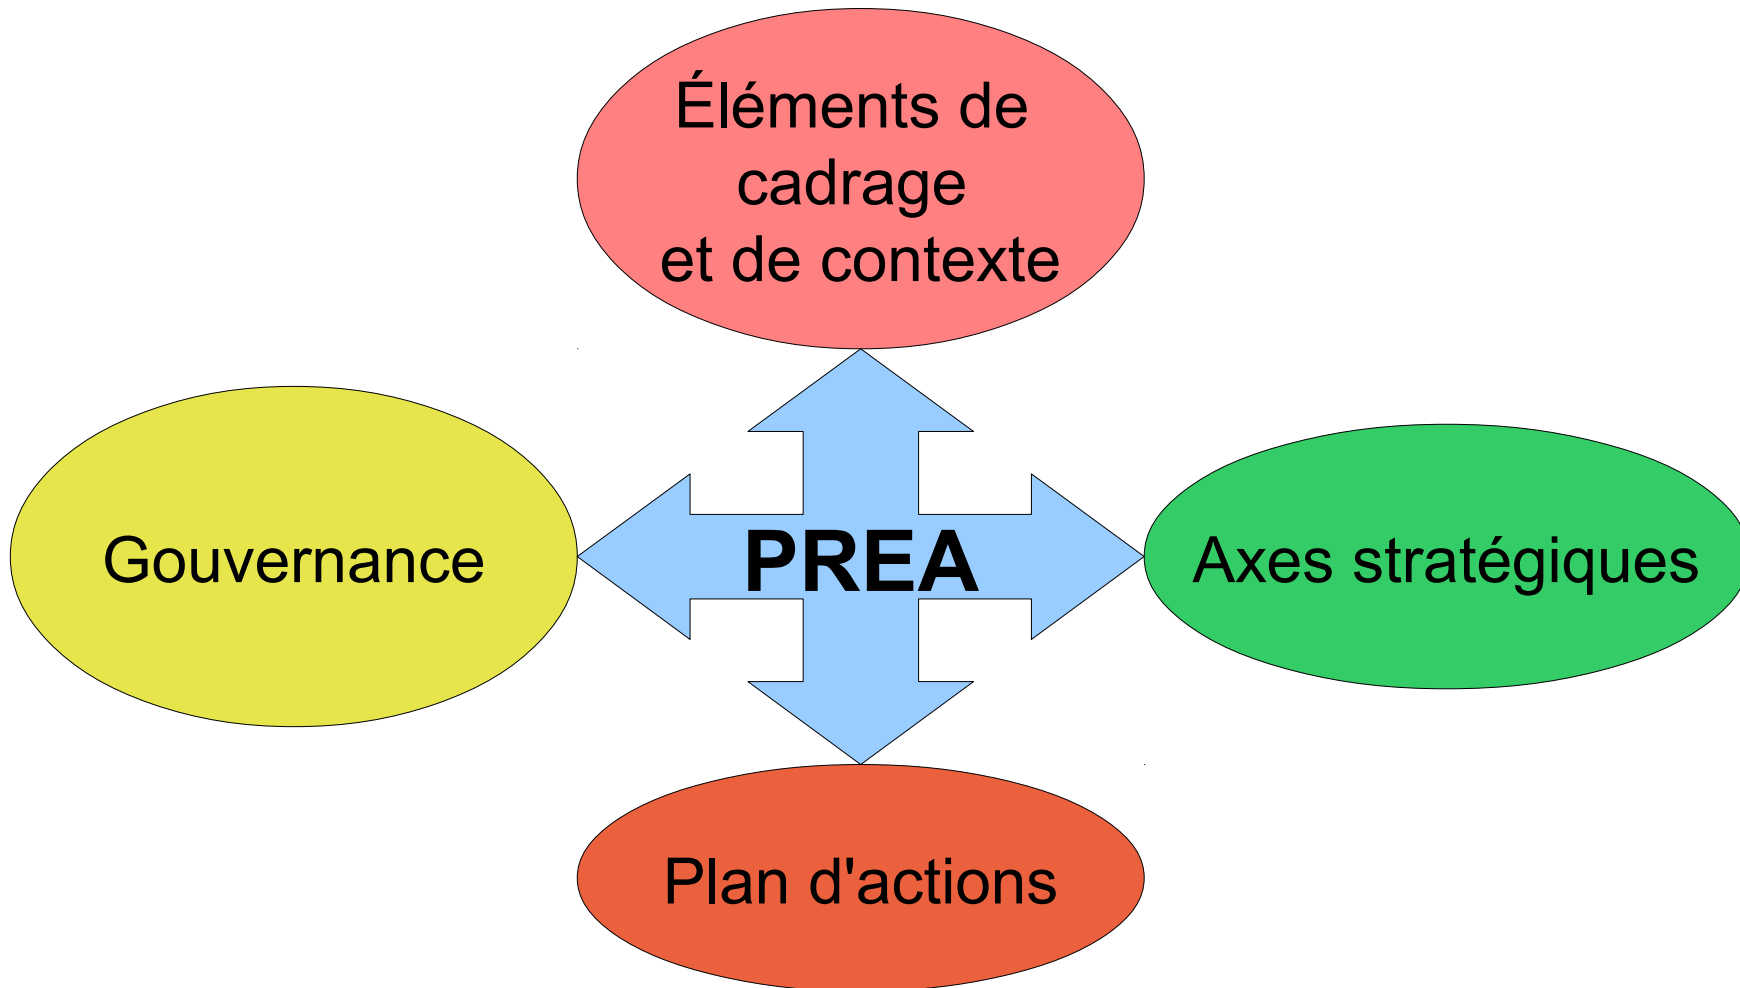 Éléments de
cadrage
et de contexte
Gouvernance
PREA
Axes stratégiques
Plan d'actions